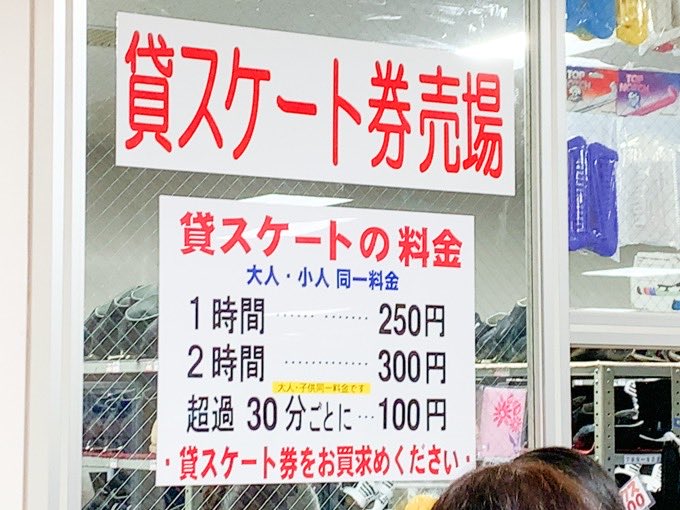 貸スケート券売場
貸スケートの料金
大人・小人 同一料金
1時間……………250円
2時間……………300円
大人・子供同一料金です
超過30分ごとに…100円
・貸スケート券をお買求めください・
TOP NOTCH
TOP NOTCH